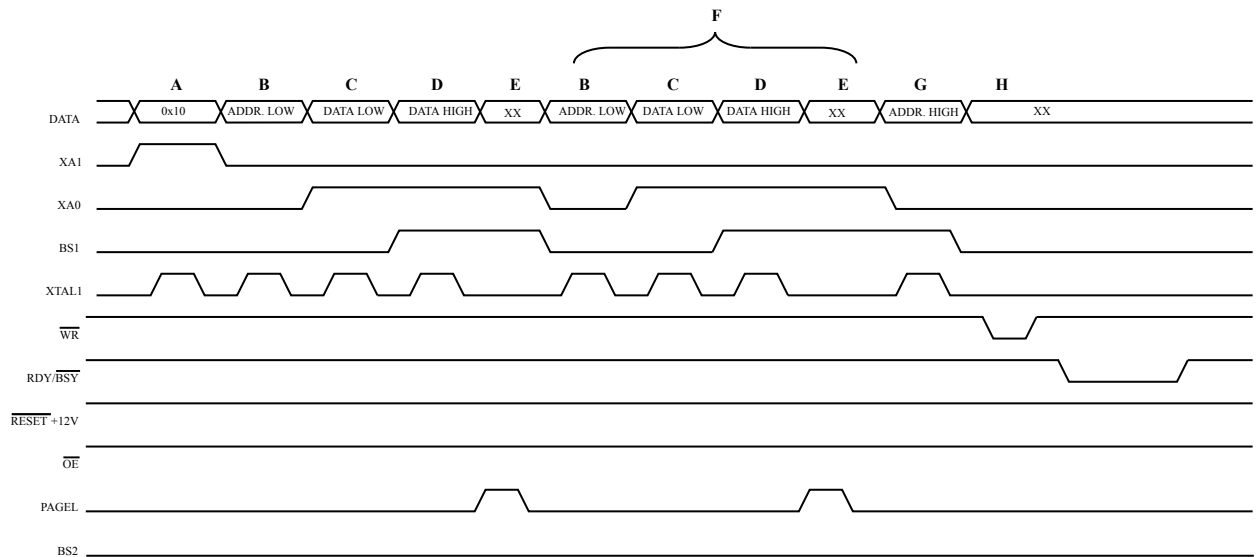 F
A B C D E B C D E G H
DATA 0x10 ADDR. LOW DATA LOW DATA HIGH XX ADDR. LOW DATA LOW DATA HIGH XX ADDR. HIGH XX
XA1
XA0
BS1
XTAL1
WR
RDY/BSY
RESET +12V
OE
PAGEL
BS2